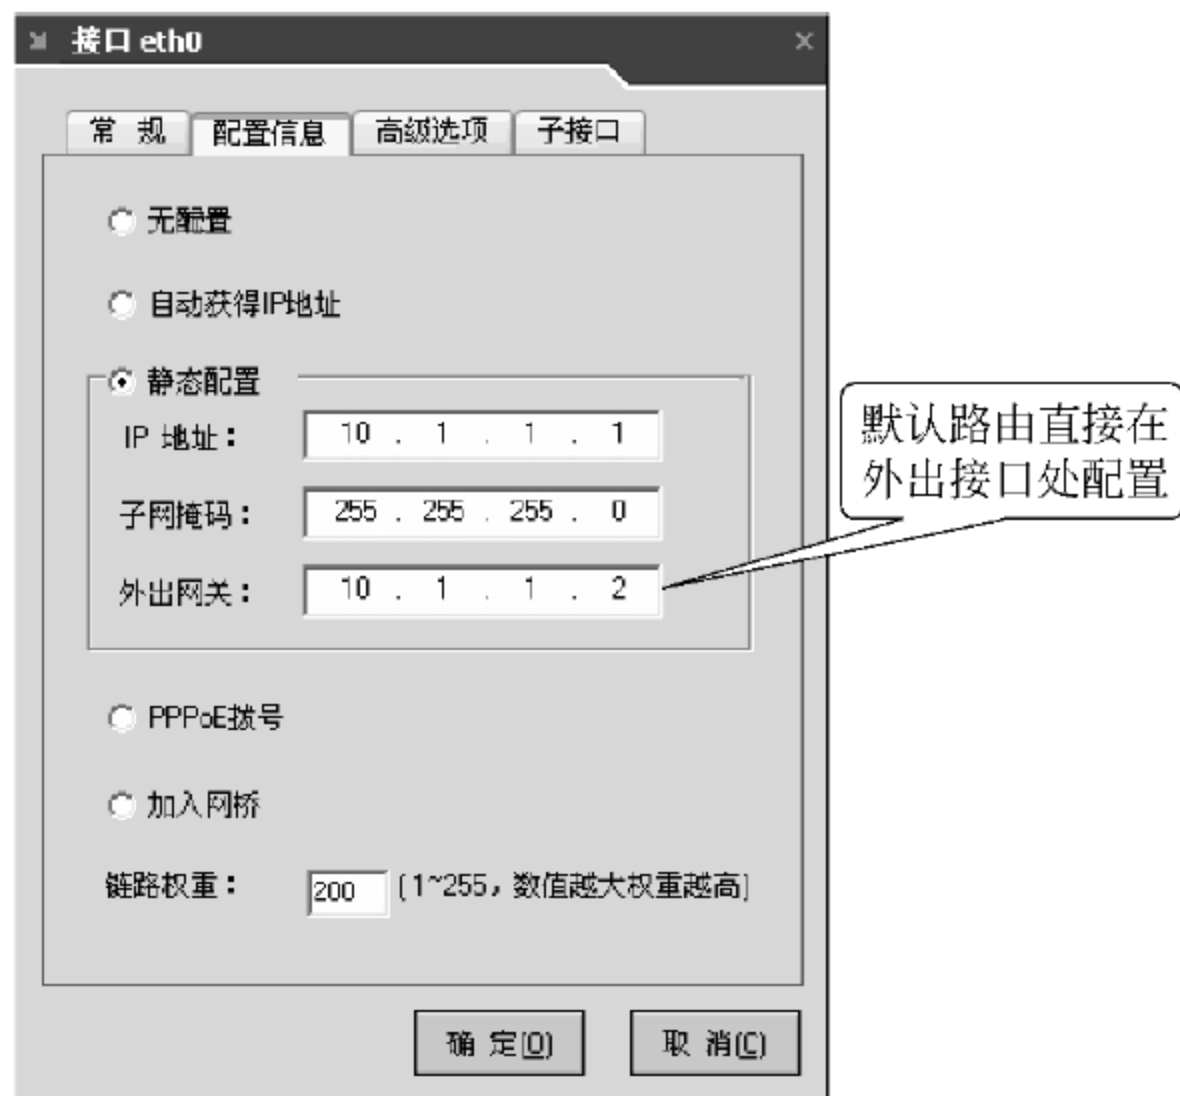 接口 eth0
常 规 配置信息 高级选项 子接口
无配置
自动获得IP地址
静态配置
IP 地址： 10 . 1 . 1 . 1
子网掩码： 255 . 255 . 255 . 0
外出网关： 10 . 1 . 1 . 2
默认路由直接在
外出接口处配置
PPPoE拨号
加入网桥
链路权重： 200 (1~255，数值越大权重越高)
确 定(O) 取 消(C)